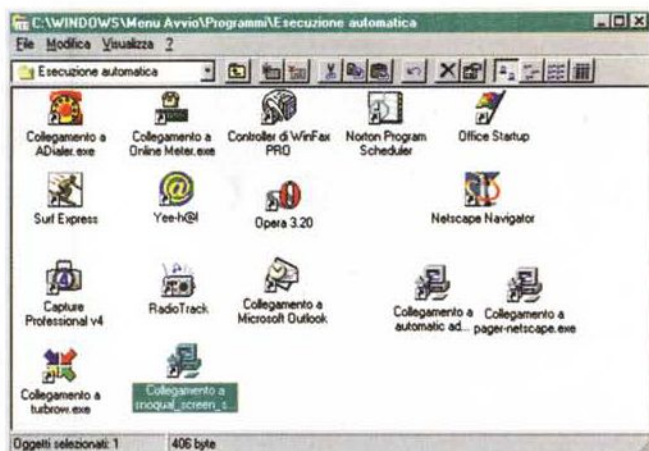 C:\WINDOWS\Menu Avvio\Programmi\Esecuzione automatica
File Modifica Visualizza ?
Esecuzione automatica
Collegamento a
ADialer.exe
Collegamento a
Online Meter.exe
Controller di WinFax
PRO
Norton Program
Scheduler
Office Startup
Surf Express
Yee-h@!
Opera 3.20
Netscape Navigator
Capture
Professional v4
RadioTrack
Collegamento a
Microsoft Outlook
Collegamento a
automatic ad...
Collegamento a
pager-netscape.exe
Collegamento a
turbrow.exe
Collegamento a
snoqual_screen_s...
Oggetti selezionati: 1
406 byte